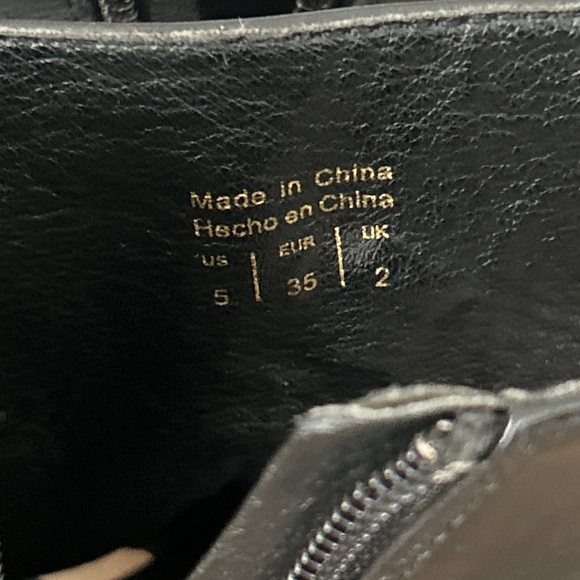 Made in China
Hecho en China
US | EUR | UK
5 | 35 | 2